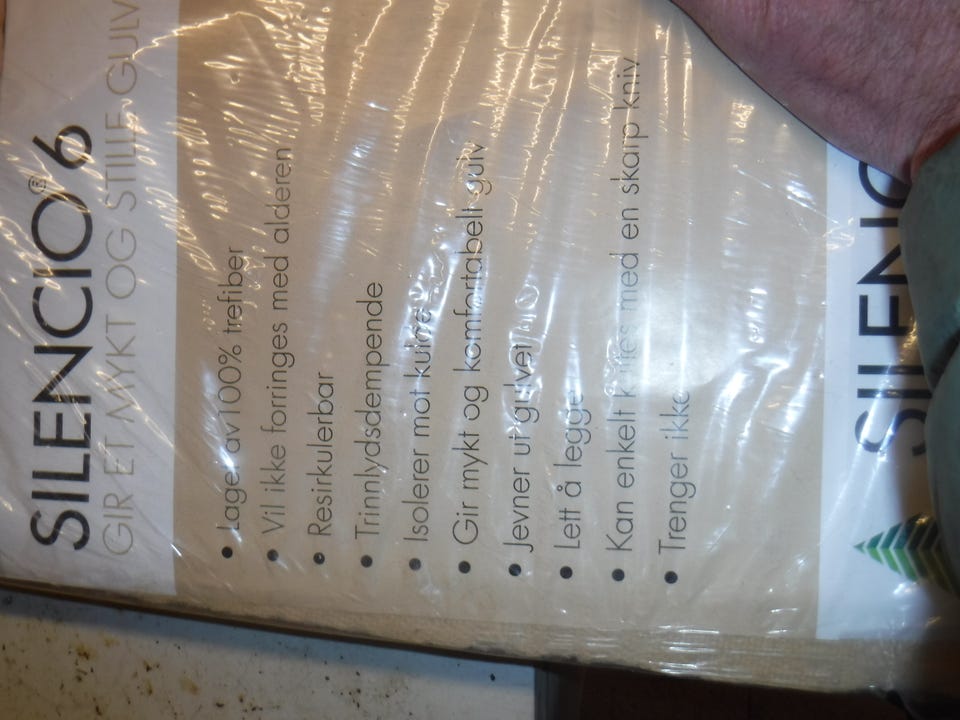 SILENCIO® 6
GIR ET MYKT OG STILLE GULV
• Laget av 100% trefiber
• Vil ikke forringes med alderen
• Resirkulerbar
• Trinnlydsdempende
• Isolerer mot kulde
• Gir mykt og komfortabelt gulv
• Jevner ut gulvet
• Lett å legge
• Kan enkelt kuttes med en skarp kniv
• Trenger ikke
SILENC